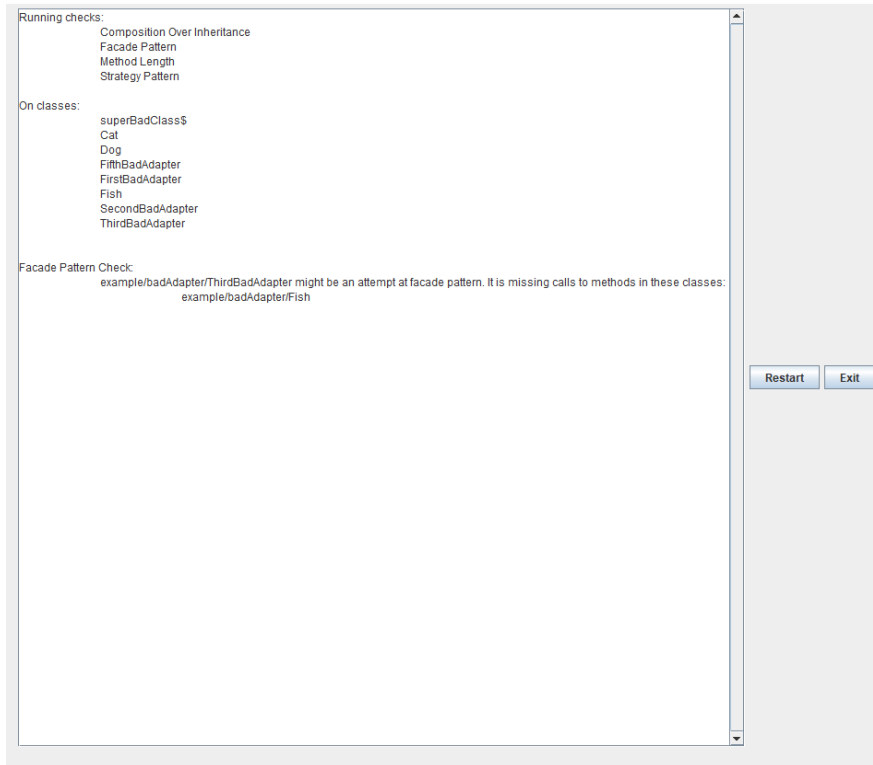 Running checks:
Composition Over Inheritance
Facade Pattern
Method Length
Strategy Pattern
On classes:
superBadClass$
Cat
Dog
FifthBadAdapter
FirstBadAdapter
Fish
SecondBadAdapter
ThirdBadAdapter
Facade Pattern Check:
example/badAdapter/ThirdBadAdapter might be an attempt at facade pattern. It is missing calls to methods in these classes:
example/badAdapter/Fish
Restart Exit